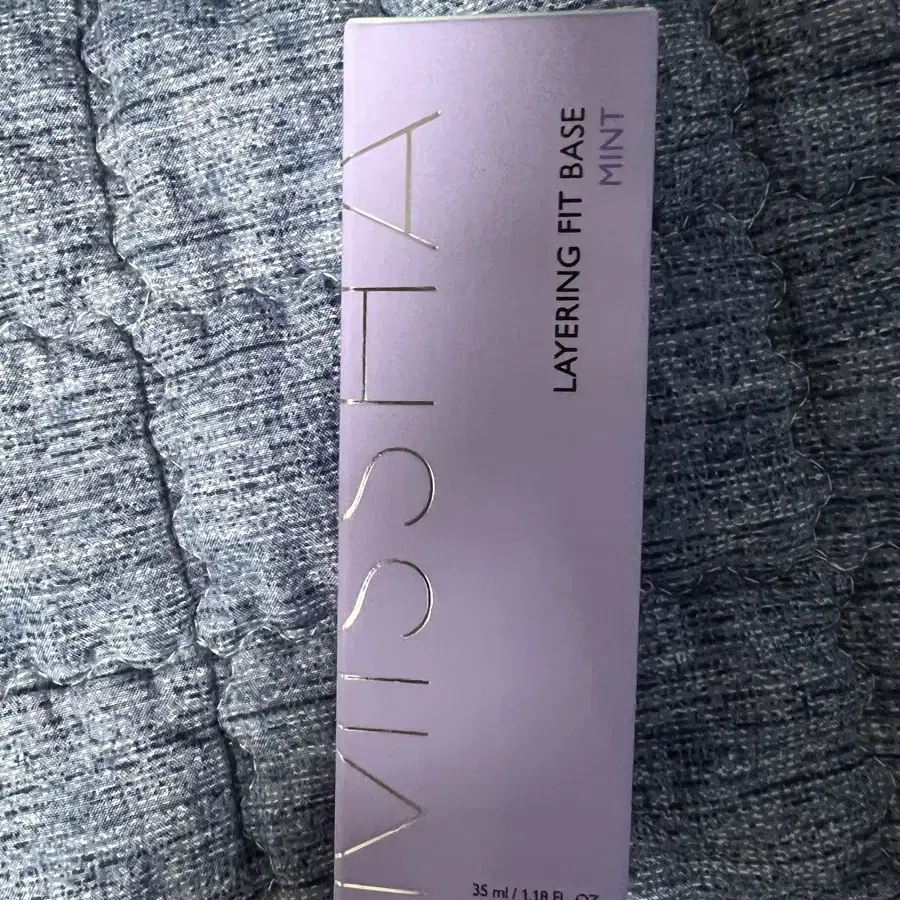 MISSHA
LAYERING FIT BASE
MINT
35 ml / 1.18 FL. OZ.